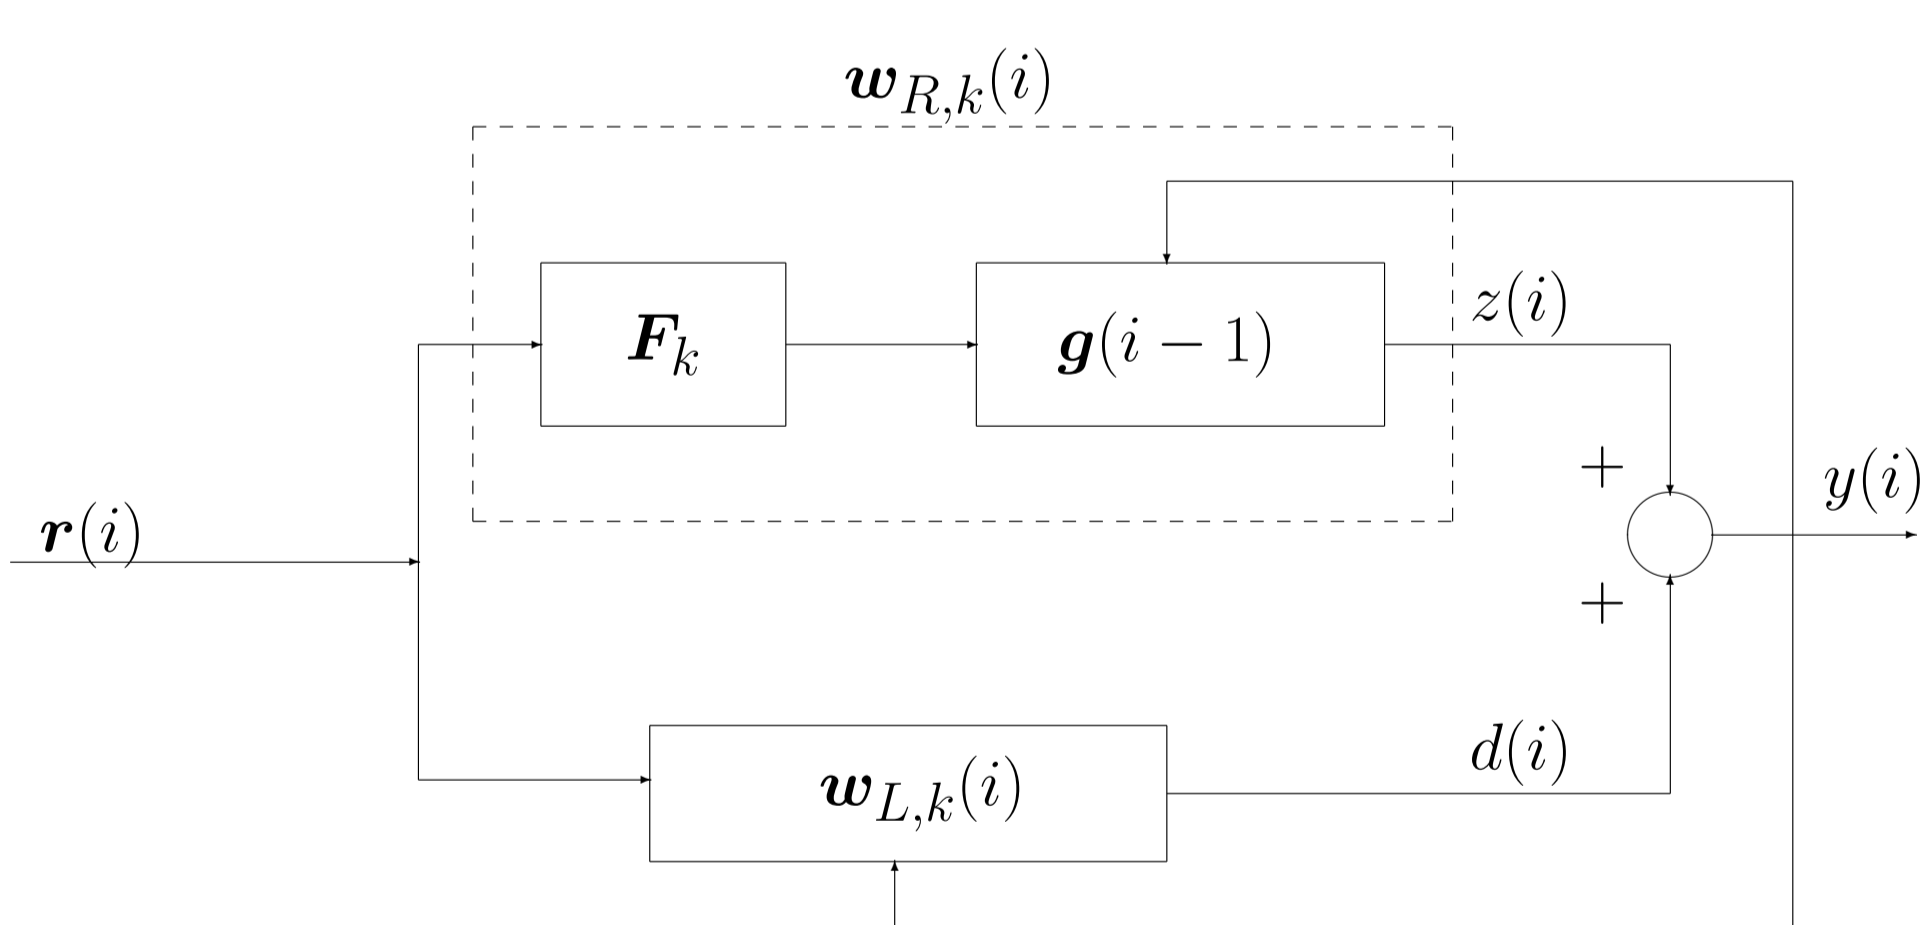 w_{R,k}(i)
F_k
g(i − 1)
z(i)
+
y(i)
r(i)
+
d(i)
w_{L,k}(i)